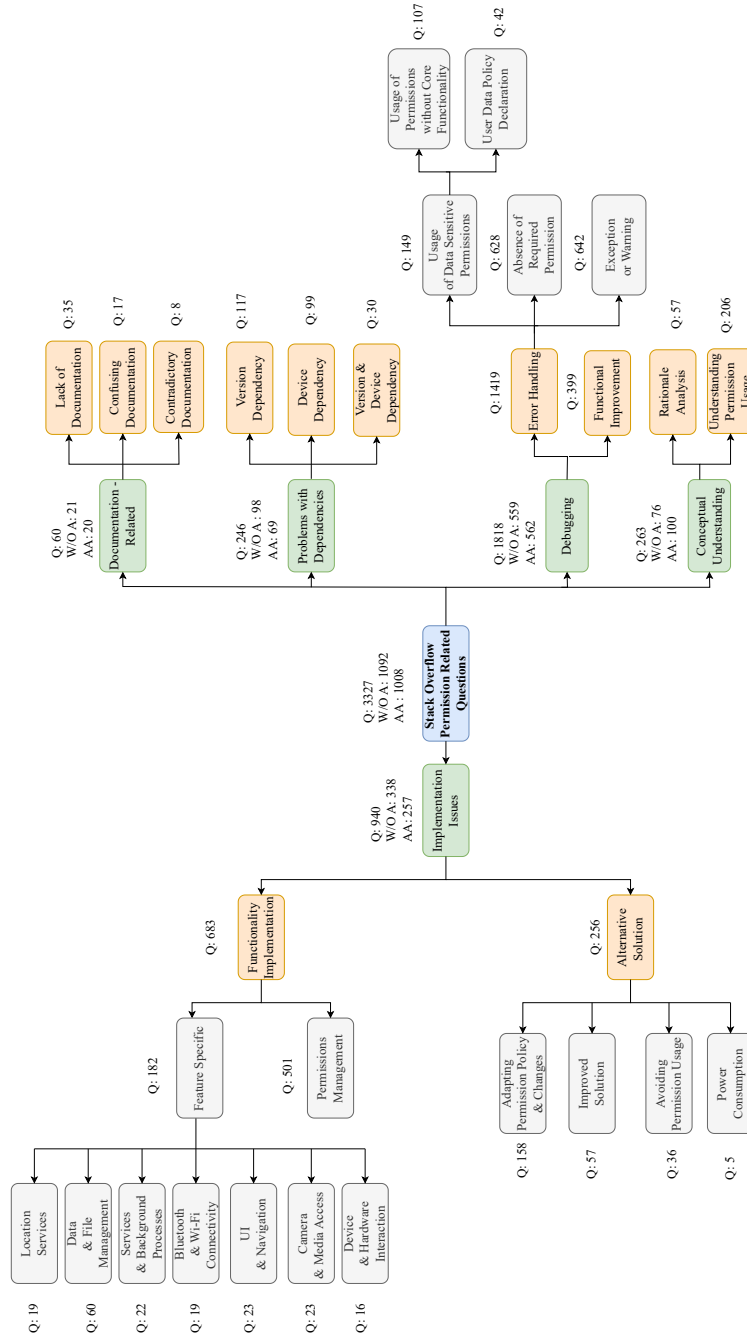 Q: 19
Location
Services
Q: 60
Data
& File
Management
Q: 22
Services
& Background
Processes
Q: 19
Bluetooth
& Wi-Fi
Connectivity
Q: 23
UI
& Navigation
Q: 23
Camera
& Media Access
Q: 16
Device
& Hardware
Interaction
Q: 182
Feature Specific
Q: 501
Permissions
Management
Q: 683
Functionality
Implementation
Q: 158
Adapting
Permission Policy
& Changes
Q: 57
Improved
Solution
Q: 36
Avoiding
Permission Usage
Q: 5
Power
Consumption
Q: 256
Alternative
Solution
Q: 940
W/O A: 338
AA: 257
Implementation
Issues
Q: 3327
W/O A: 1092
AA : 1008
Stack Overflow
Permission Related
Questions
Q: 60
W/O A: 21
AA: 20
Documentation -
Related
Lack of
Documentation
Q: 35
Confusing
Documentation
Q: 17
Contradictory
Documentation
Q: 8
Q: 246
W/O A : 98
AA: 69
Problems with
Dependencies
Version
Dependency
Q: 117
Device
Dependency
Q: 99
Version &
Device Dependency
Q: 30
Q: 1818
W/O A: 559
AA: 562
Debugging
Q: 1419
Error Handling
Q: 399
Functional
Improvement
Q: 149
Usage
of Data Sensitive
Permissions
Q: 628
Absence of
Required
Permission
Q: 642
Exception
or Warning
Usage of
Permissions
without Core
Functionality
Q: 107
User Data Policy
Declaration
Q: 42
Q: 263
W/O A: 76
AA: 100
Conceptual
Understanding
Rationale
Analysis
Q: 57
Understanding
Permission
Usage
Q: 206